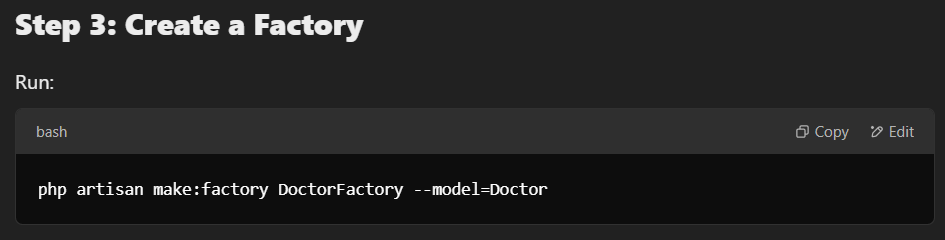 Step 3: Create a Factory
Run:
bash
Copy
Edit
php artisan make:factory DoctorFactory --model=Doctor